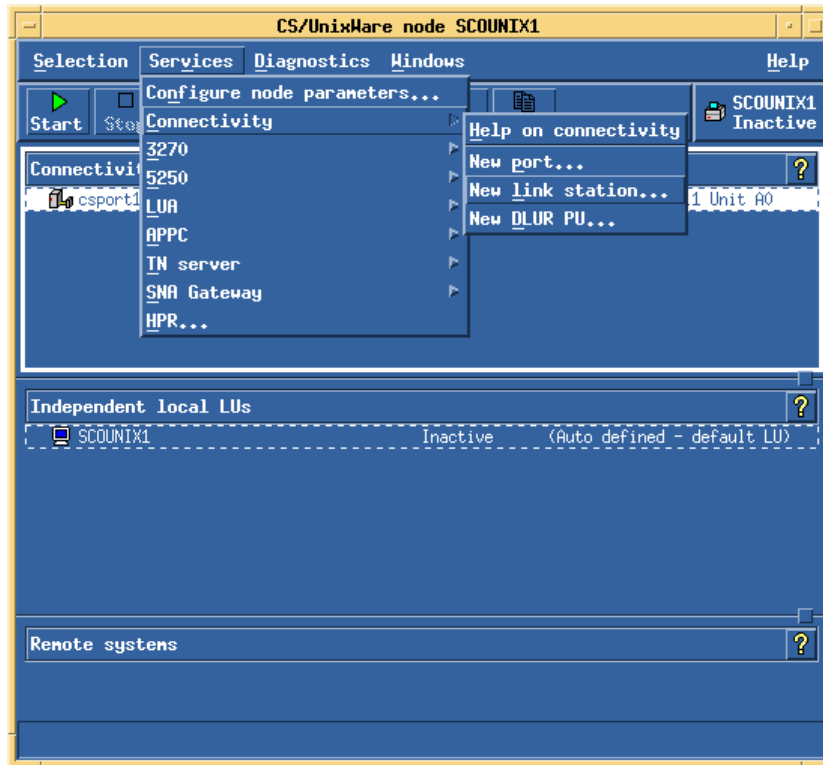 CS/UnixWare node SCOUNIX1
Selection Services Diagnostics Windows Help
Start
SCOUNIX1
Inactive
Configure node parameters...
Connectivity
3270
5250
LUA
APPC
TN server
SNA Gateway
HPR...
Help on connectivity
New port...
New link station...
New DLUR PU...
?
csport1
1 Unit A0
Independent local LUs ?
SCOUNIX1 Inactive (Auto defined - default LU)
Remote systems ?